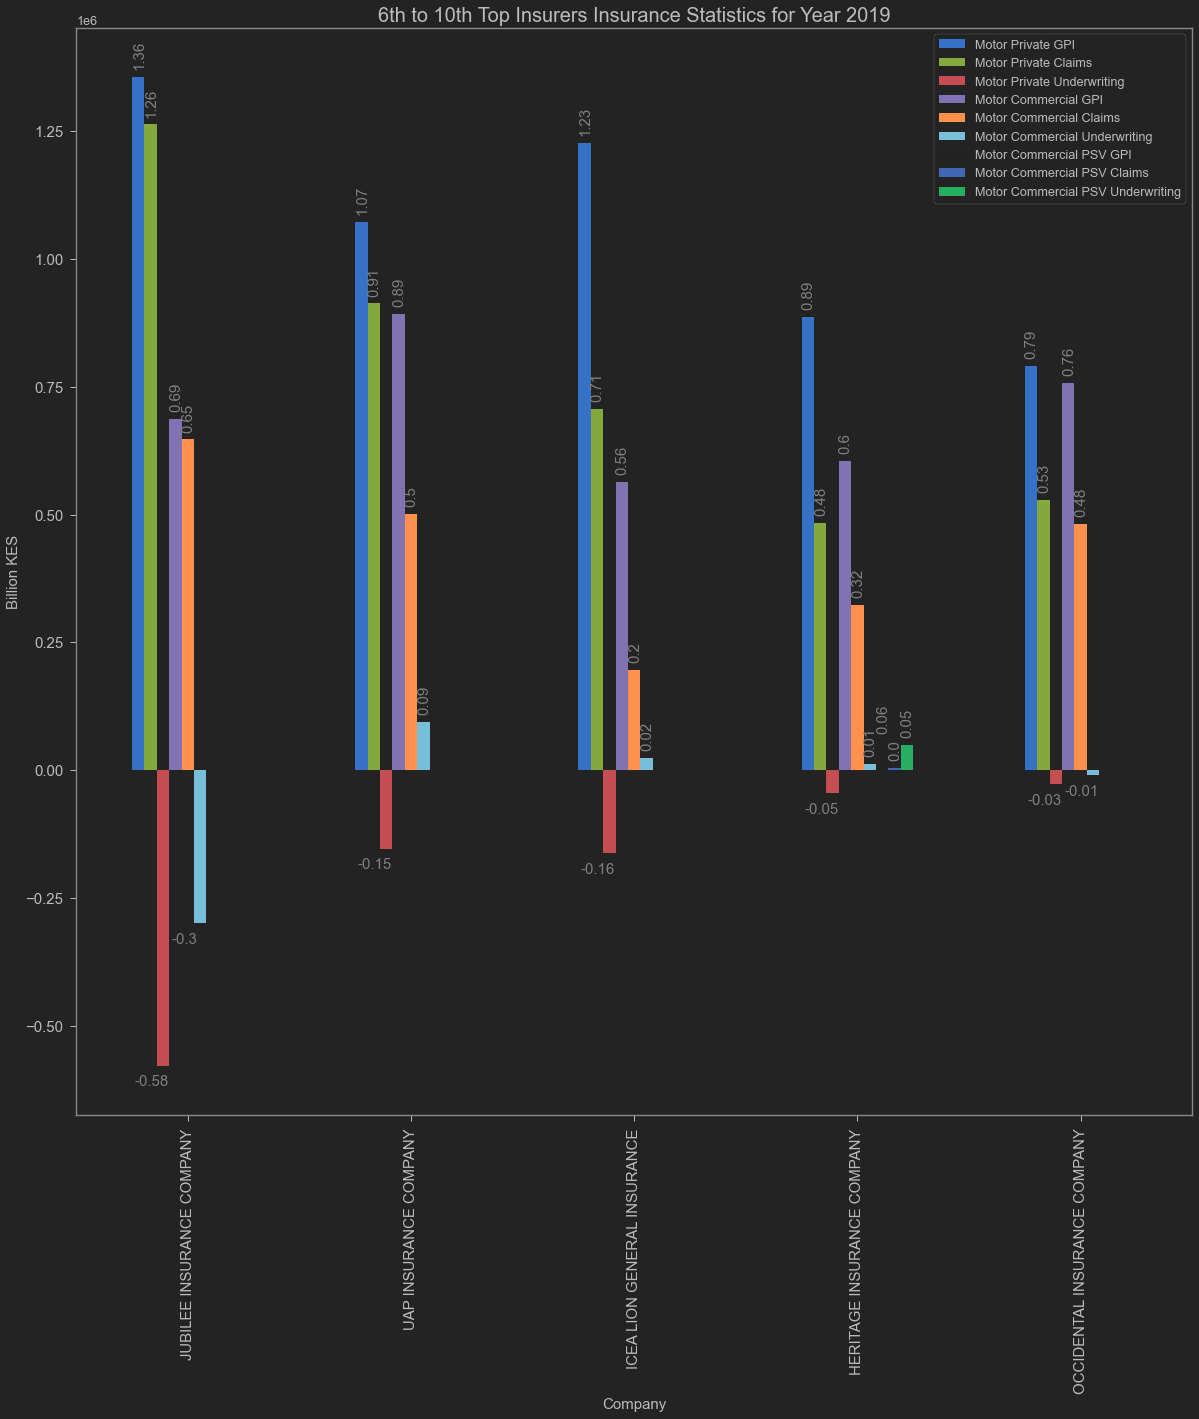 6th to 10th Top Insurers Insurance Statistics for Year 2019
1e6
Motor Private GPI
Motor Private Claims
Motor Private Underwriting
Motor Commercial GPI
Motor Commercial Claims
Motor Commercial Underwriting
Motor Commercial PSV GPI
Motor Commercial PSV Claims
Motor Commercial PSV Underwriting
1.25
1.00
0.75
0.50
0.25
0.00
−0.25
−0.50
Billion KES
1.36
1.26
-0.58
0.69
0.65
-0.3
1.07
0.91
-0.15
0.89
0.5
0.09
1.23
0.71
-0.16
0.56
0.2
0.02
0.89
0.48
-0.05
0.6
0.32
0.01
0.06
0.0
0.05
0.79
0.53
-0.03
0.76
0.48
-0.01
JUBILEE INSURANCE COMPANY
UAP INSURANCE COMPANY
ICEA LION GENERAL INSURANCE
HERITAGE INSURANCE COMPANY
OCCIDENTAL INSURANCE COMPANY
Company